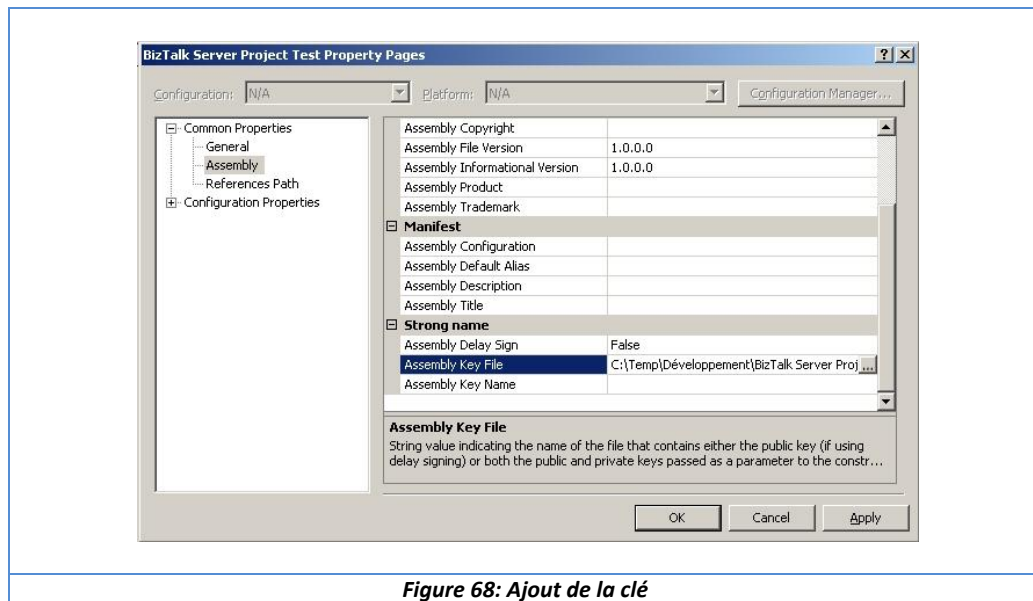 BizTalk Server Project Test Property Pages
Configuration: N/A Platform: N/A Configuration Manager...
Common Properties
General
Assembly
References Path
Configuration Properties
Assembly Copyright
Assembly File Version 1.0.0.0
Assembly Informational Version 1.0.0.0
Assembly Product
Assembly Trademark
Manifest
Assembly Configuration
Assembly Default Alias
Assembly Description
Assembly Title
Strong name
Assembly Delay Sign False
Assembly Key File C:\Temp\Développement\BizTalk Server Proj ...
Assembly Key Name
Assembly Key File
String value indicating the name of the file that contains either the public key (if using
delay signing) or both the public and private keys passed as a parameter to the constr...
OK Cancel Apply
Figure 68: Ajout de la clé